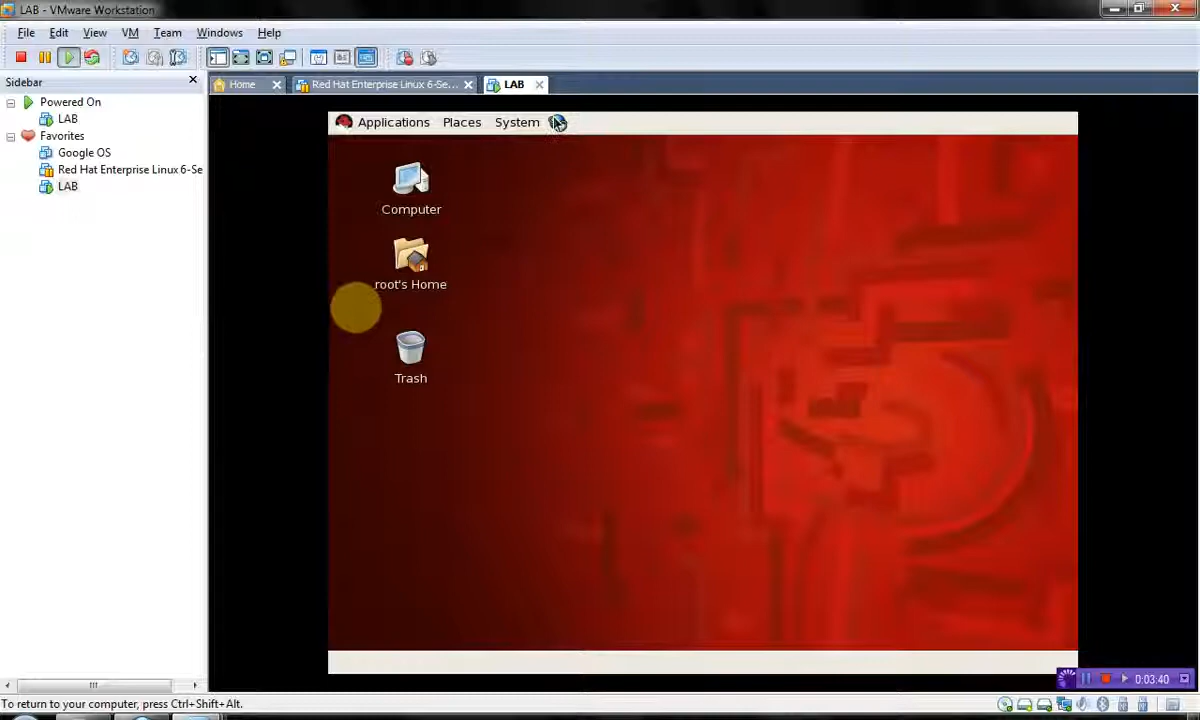 LAB - VMware Workstation
File Edit View VM Team Windows Help
Sidebar
Powered On
LAB
Favorites
Google OS
Red Hat Enterprise Linux 6-Se
LAB
Home
Red Hat Enterprise Linux 6-Se...
LAB
Applications Places System
Computer
root's Home
Trash
0:03:40
To return to your computer, press Ctrl+Shift+Alt.